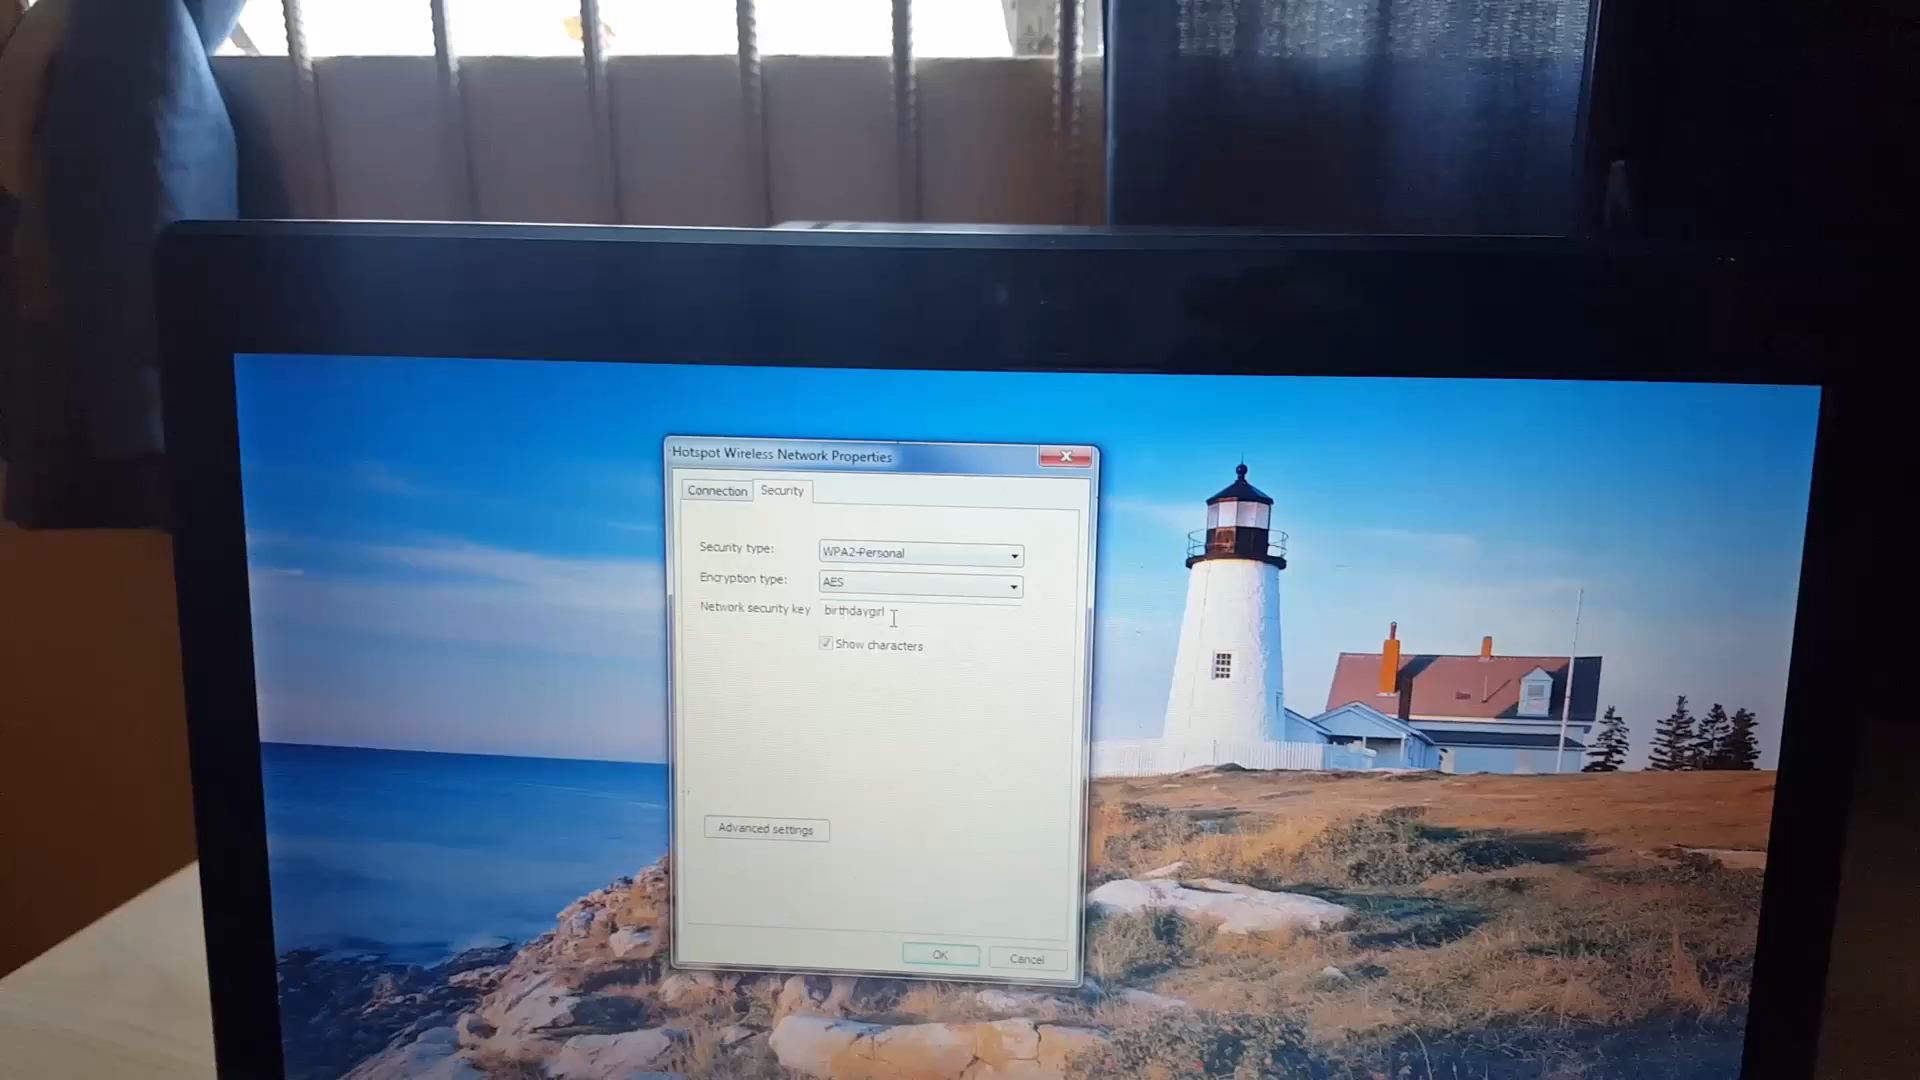 Hotspot Wireless Network Properties
Connection Security
Security type: WPA2-Personal
Encryption type: AES
Network security key birthdaygirl
Show characters
Advanced settings
OK Cancel